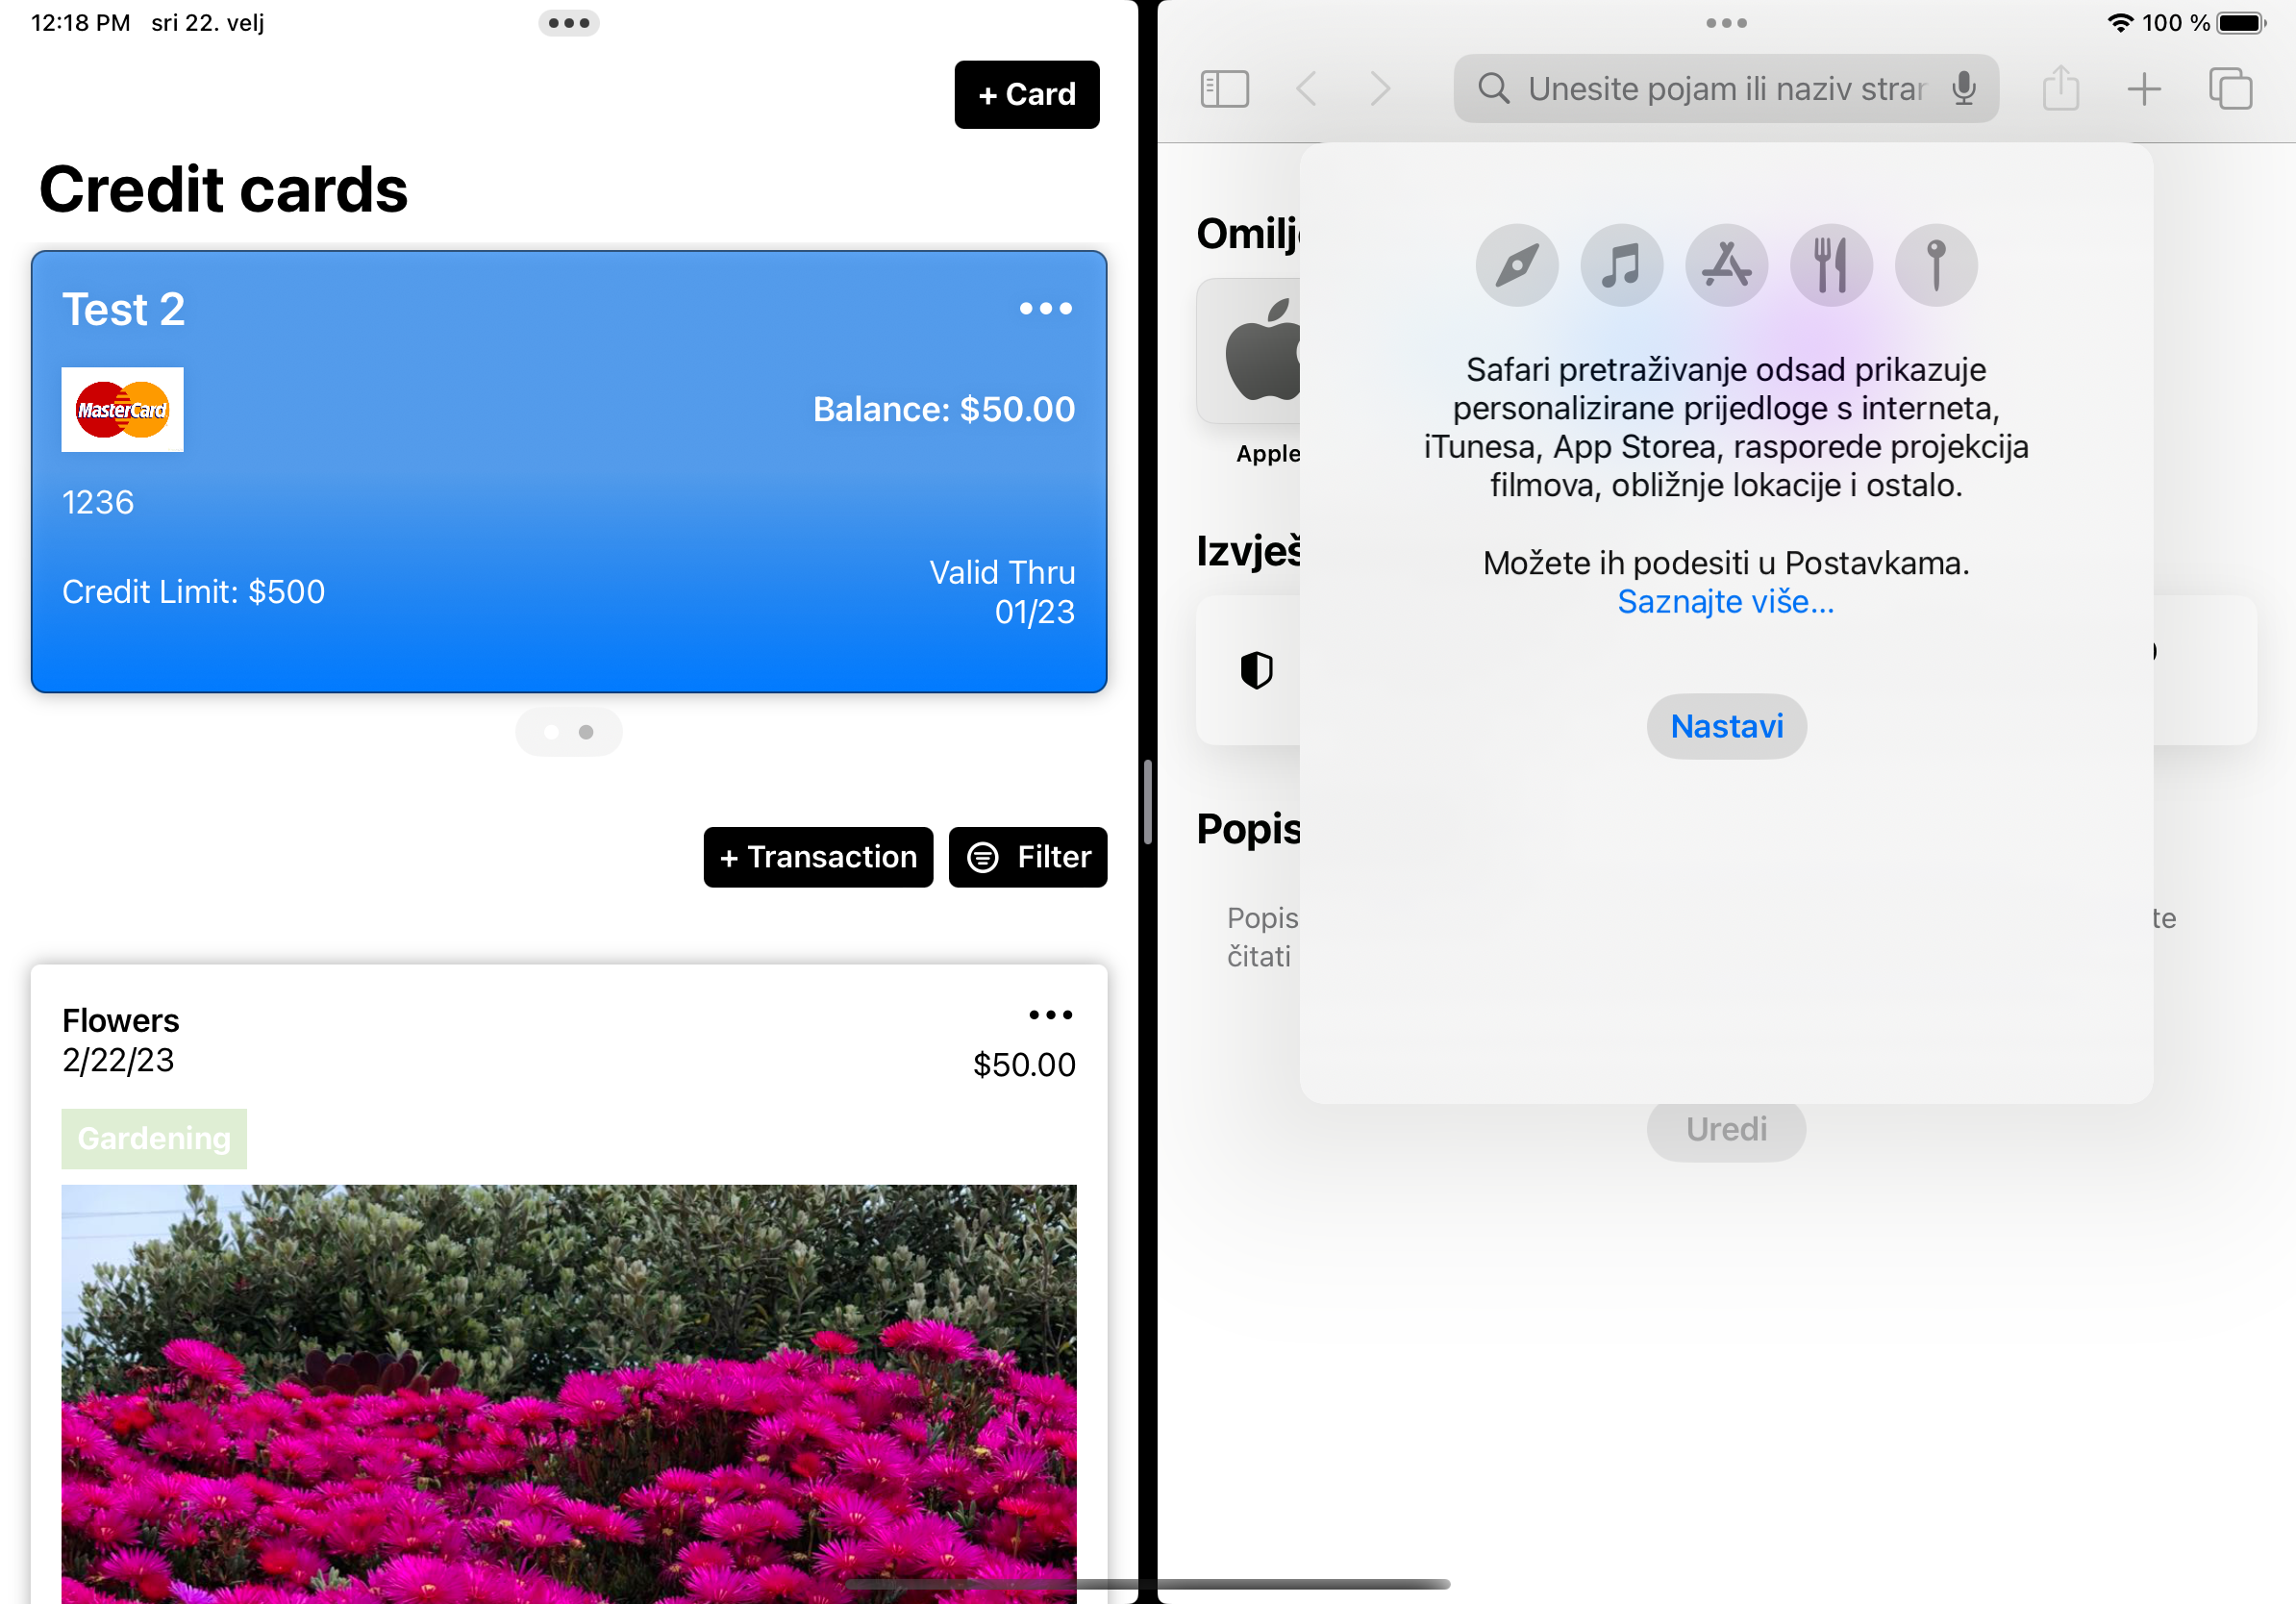 12:18 PM sri 22. velj
+ Card
Credit cards
Test 2
MasterCard
Balance: $50.00
1236
Credit Limit: $500
Valid Thru
01/23
+ Transaction
Filter
Flowers
2/22/23
$50.00
Gardening
100 %
Unesite pojam ili naziv stran
Omilj
Apple
Safari pretraživanje odsad prikazuje
personalizirane prijedloge s interneta,
iTunesa, App Storea, rasporede projekcija
filmova, obližnje lokacije i ostalo.
Možete ih podesiti u Postavkama.
Saznajte više...
Izvješ
Nastavi
Popis
Popis te
čitati
Uredi